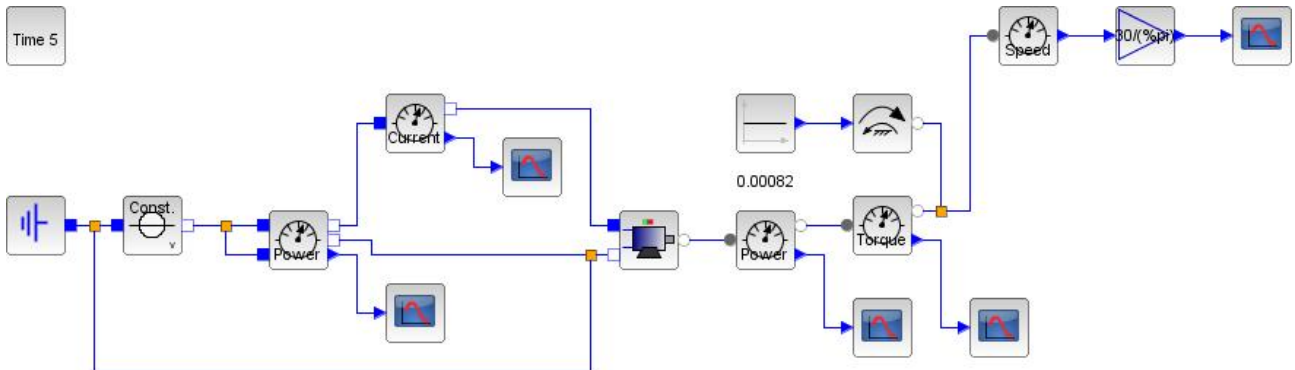 Time 5
Speed
30/(%pi)
Current
0.00082
Const.
v
Power
Power
Torque